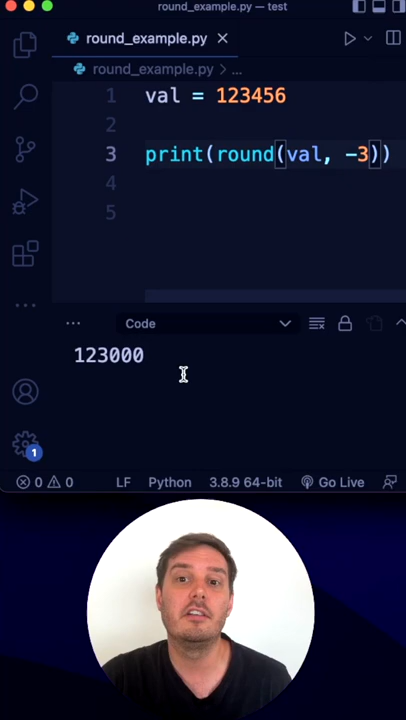 round_example.py — test
round_example.py
round_example.py > ...
1 val = 123456
2
3 print(round(val, -3))
4
5
Code
123000
1
0 0 LF Python 3.8.9 64-bit Go Live